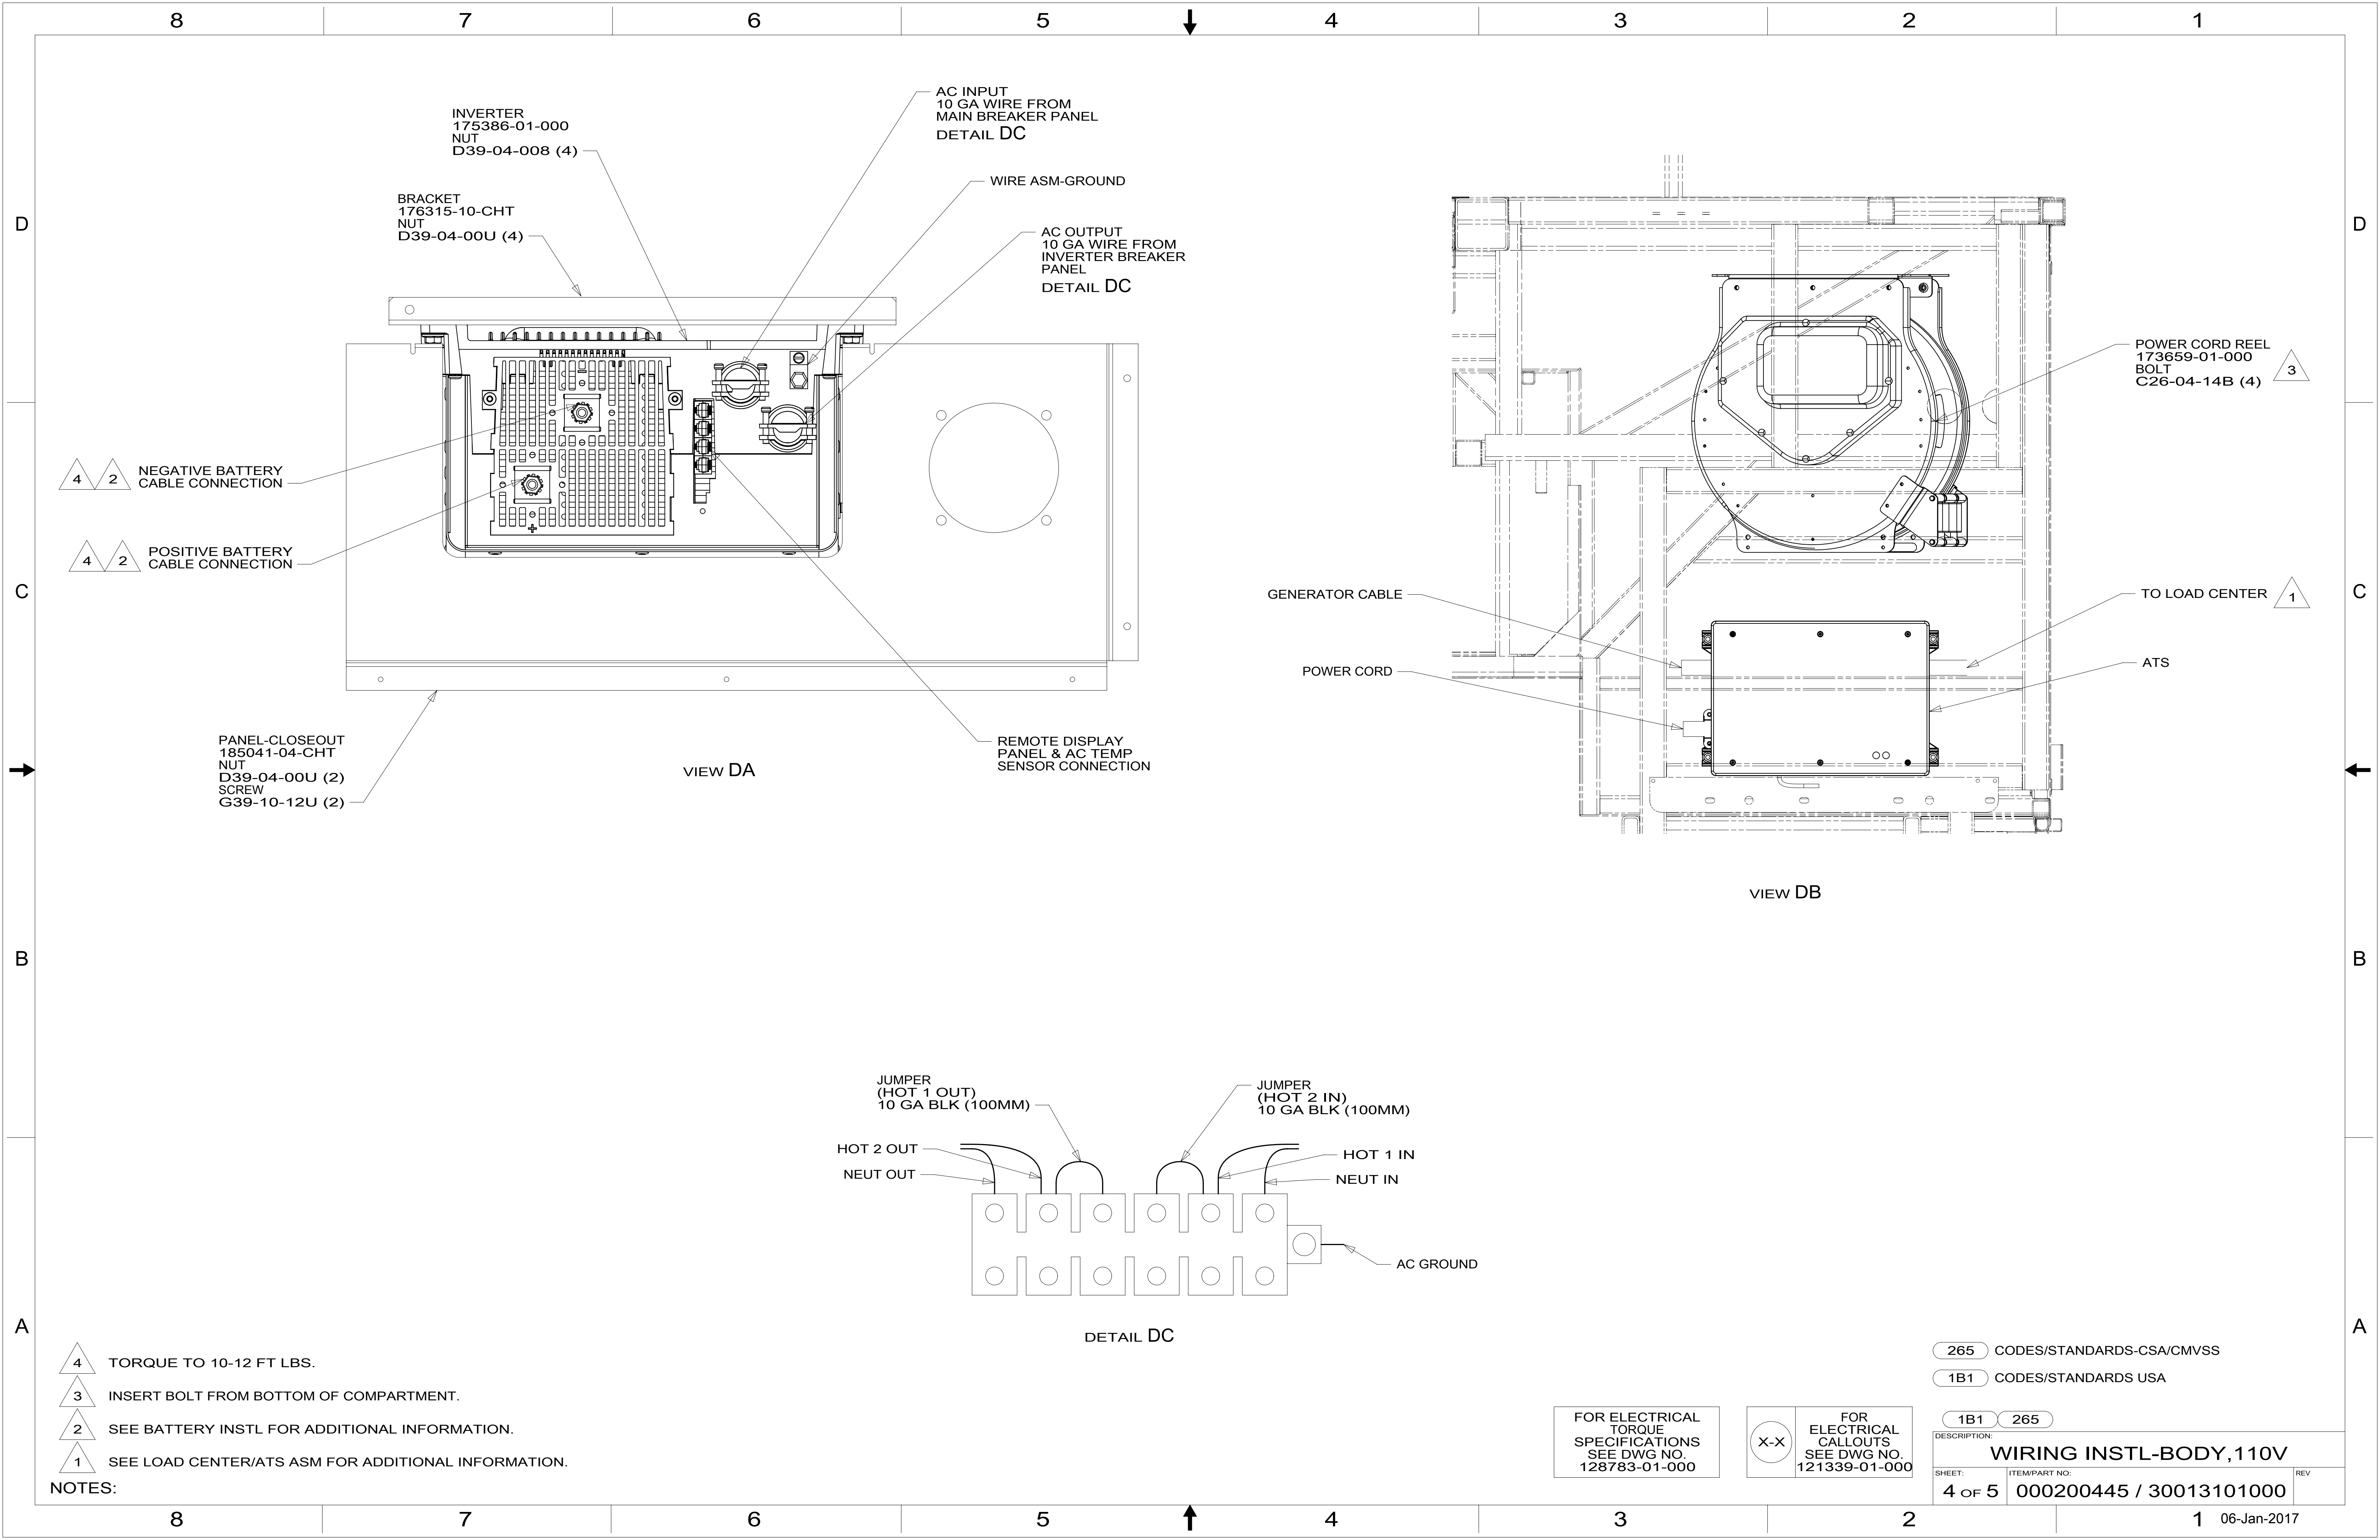 8 7 6 5 4 3 2 1
D
D
C
C
B
B
A
A
INVERTER
175386-01-000
NUT
D39-04-008 (4)
BRACKET
176315-10-CHT
NUT
D39-04-00U (4)
AC INPUT
10 GA WIRE FROM
MAIN BREAKER PANEL
DETAIL DC
WIRE ASM-GROUND
AC OUTPUT
10 GA WIRE FROM
INVERTER BREAKER
PANEL
DETAIL DC
4 2 NEGATIVE BATTERY
CABLE CONNECTION
4 2 POSITIVE BATTERY
CABLE CONNECTION
- 
+
PANEL-CLOSEOUT
185041-04-CHT
NUT
D39-04-00U (2)
SCREW
G39-10-12U (2)
REMOTE DISPLAY
PANEL & AC TEMP
SENSOR CONNECTION
VIEW DA
POWER CORD REEL
173659-01-000
BOLT
C26-04-14B (4)
3
GENERATOR CABLE
POWER CORD
TO LOAD CENTER 1
ATS
VIEW DB
JUMPER
(HOT 1 OUT)
10 GA BLK (100MM)
JUMPER
(HOT 2 IN)
10 GA BLK (100MM)
HOT 2 OUT
NEUT OUT
HOT 1 IN
NEUT IN
AC GROUND
DETAIL DC
4 TORQUE TO 10-12 FT LBS.
3 INSERT BOLT FROM BOTTOM OF COMPARTMENT.
2 SEE BATTERY INSTL FOR ADDITIONAL INFORMATION.
1 SEE LOAD CENTER/ATS ASM FOR ADDITIONAL INFORMATION.
NOTES:
FOR ELECTRICAL
TORQUE
SPECIFICATIONS
SEE DWG NO.
128783-01-000
X-X
FOR
ELECTRICAL
CALLOUTS
SEE DWG NO.
121339-01-000
265 CODES/STANDARDS-CSA/CMVSS
1B1 CODES/STANDARDS USA
1B1 265
DESCRIPTION:
WIRING INSTL-BODY,110V
SHEET:
4 OF 5
ITEM/PART NO:
000200445 / 30013101000
REV
8 7 6 5 4 3 2 1
06-Jan-2017